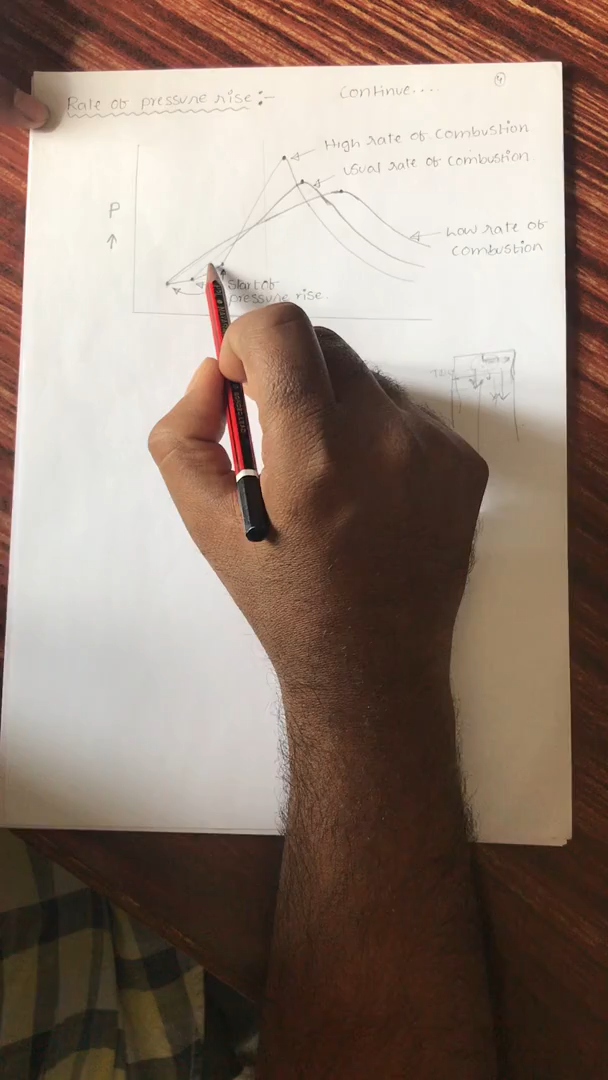 Rate of pressure rise :-
Continue....
4
High rate of combustion
usual rate of combustion
P
Low rate of
combustion
Start of
pressure rise.